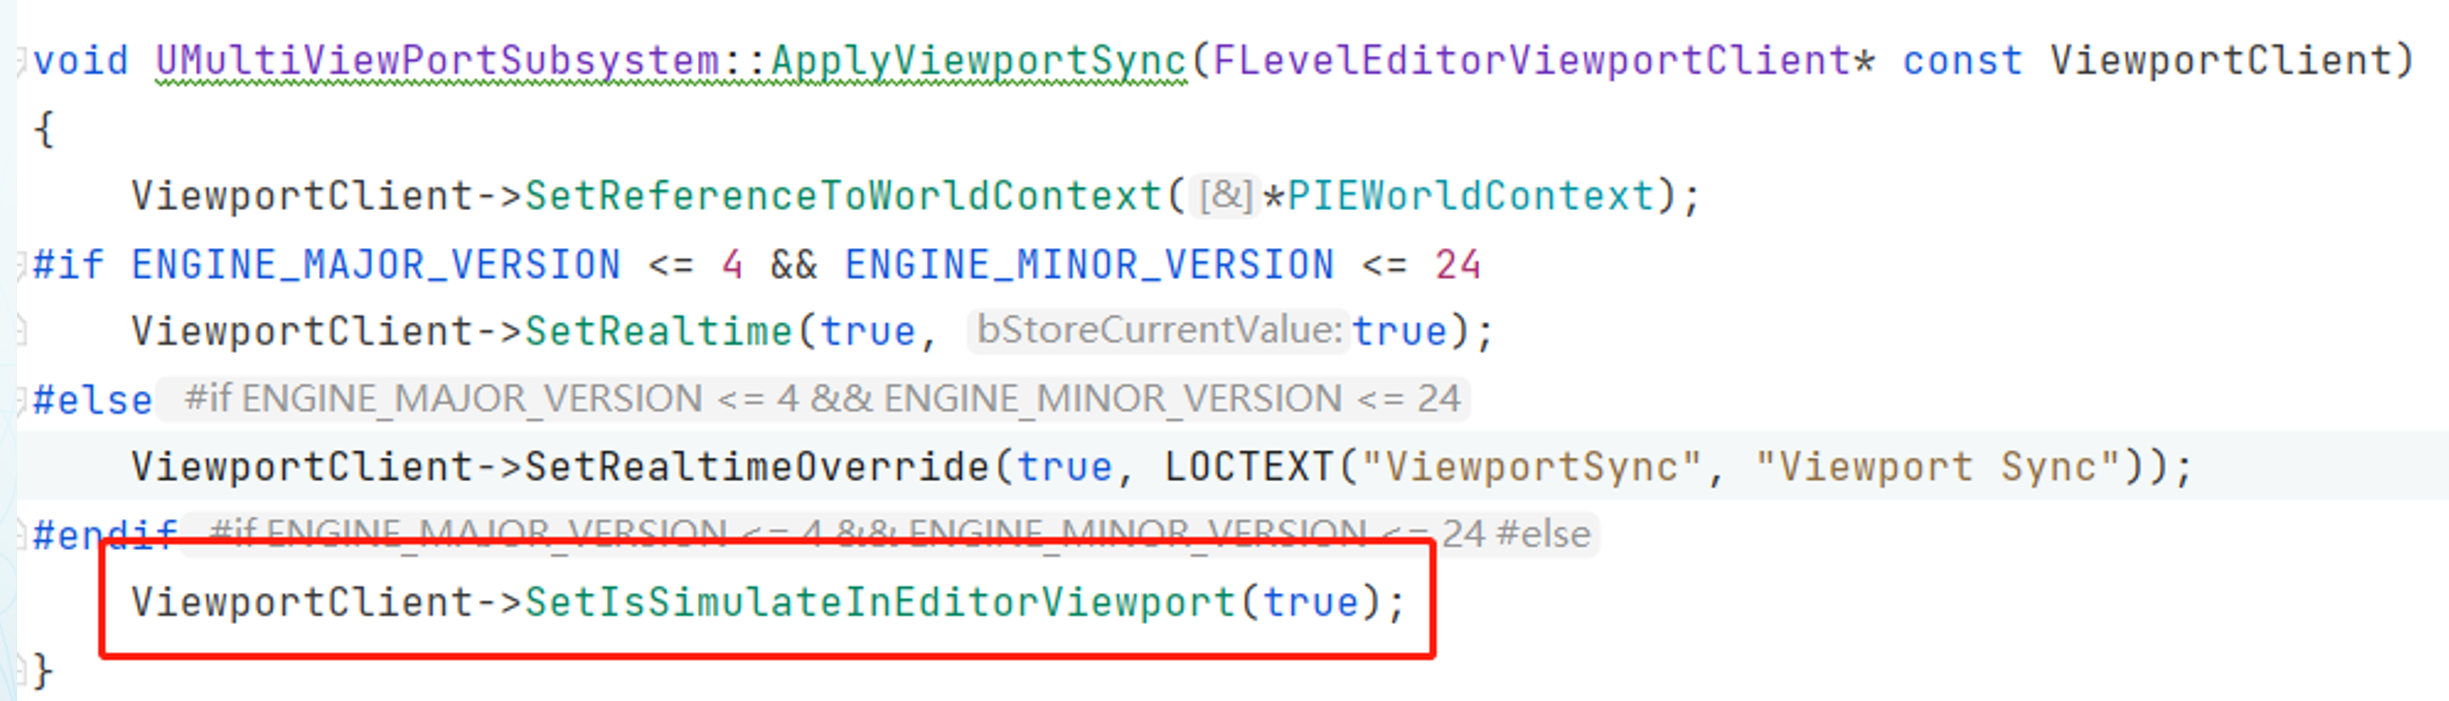 void UMultiViewPortSubsystem::ApplyViewportSync(FLevelEditorViewportClient* const ViewportClient)
{
    ViewportClient->SetReferenceToWorldContext([&]*PIEWorldContext);
#if ENGINE_MAJOR_VERSION <= 4 && ENGINE_MINOR_VERSION <= 24
    ViewportClient->SetRealtime(true, bStoreCurrentValue:true);
#else #if ENGINE_MAJOR_VERSION <= 4 && ENGINE_MINOR_VERSION <= 24
    ViewportClient->SetRealtimeOverride(true, LOCTEXT("ViewportSync", "Viewport Sync"));
#endif #if ENGINE_MAJOR_VERSION <= 4 && ENGINE_MINOR_VERSION <= 24 #else
    ViewportClient->SetIsSimulateInEditorViewport(true);
}